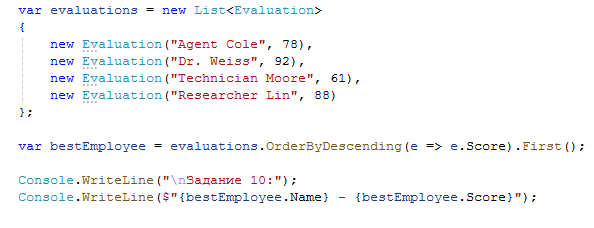 var evaluations = new List<Evaluation>
{
    new Evaluation("Agent Cole", 78),
    new Evaluation("Dr. Weiss", 92),
    new Evaluation("Technician Moore", 61),
    new Evaluation("Researcher Lin", 88)
};
var bestEmployee = evaluations.OrderByDescending(e => e.Score).First();
Console.WriteLine("\nЗадание 10:");
Console.WriteLine($"{bestEmployee.Name} – {bestEmployee.Score}");